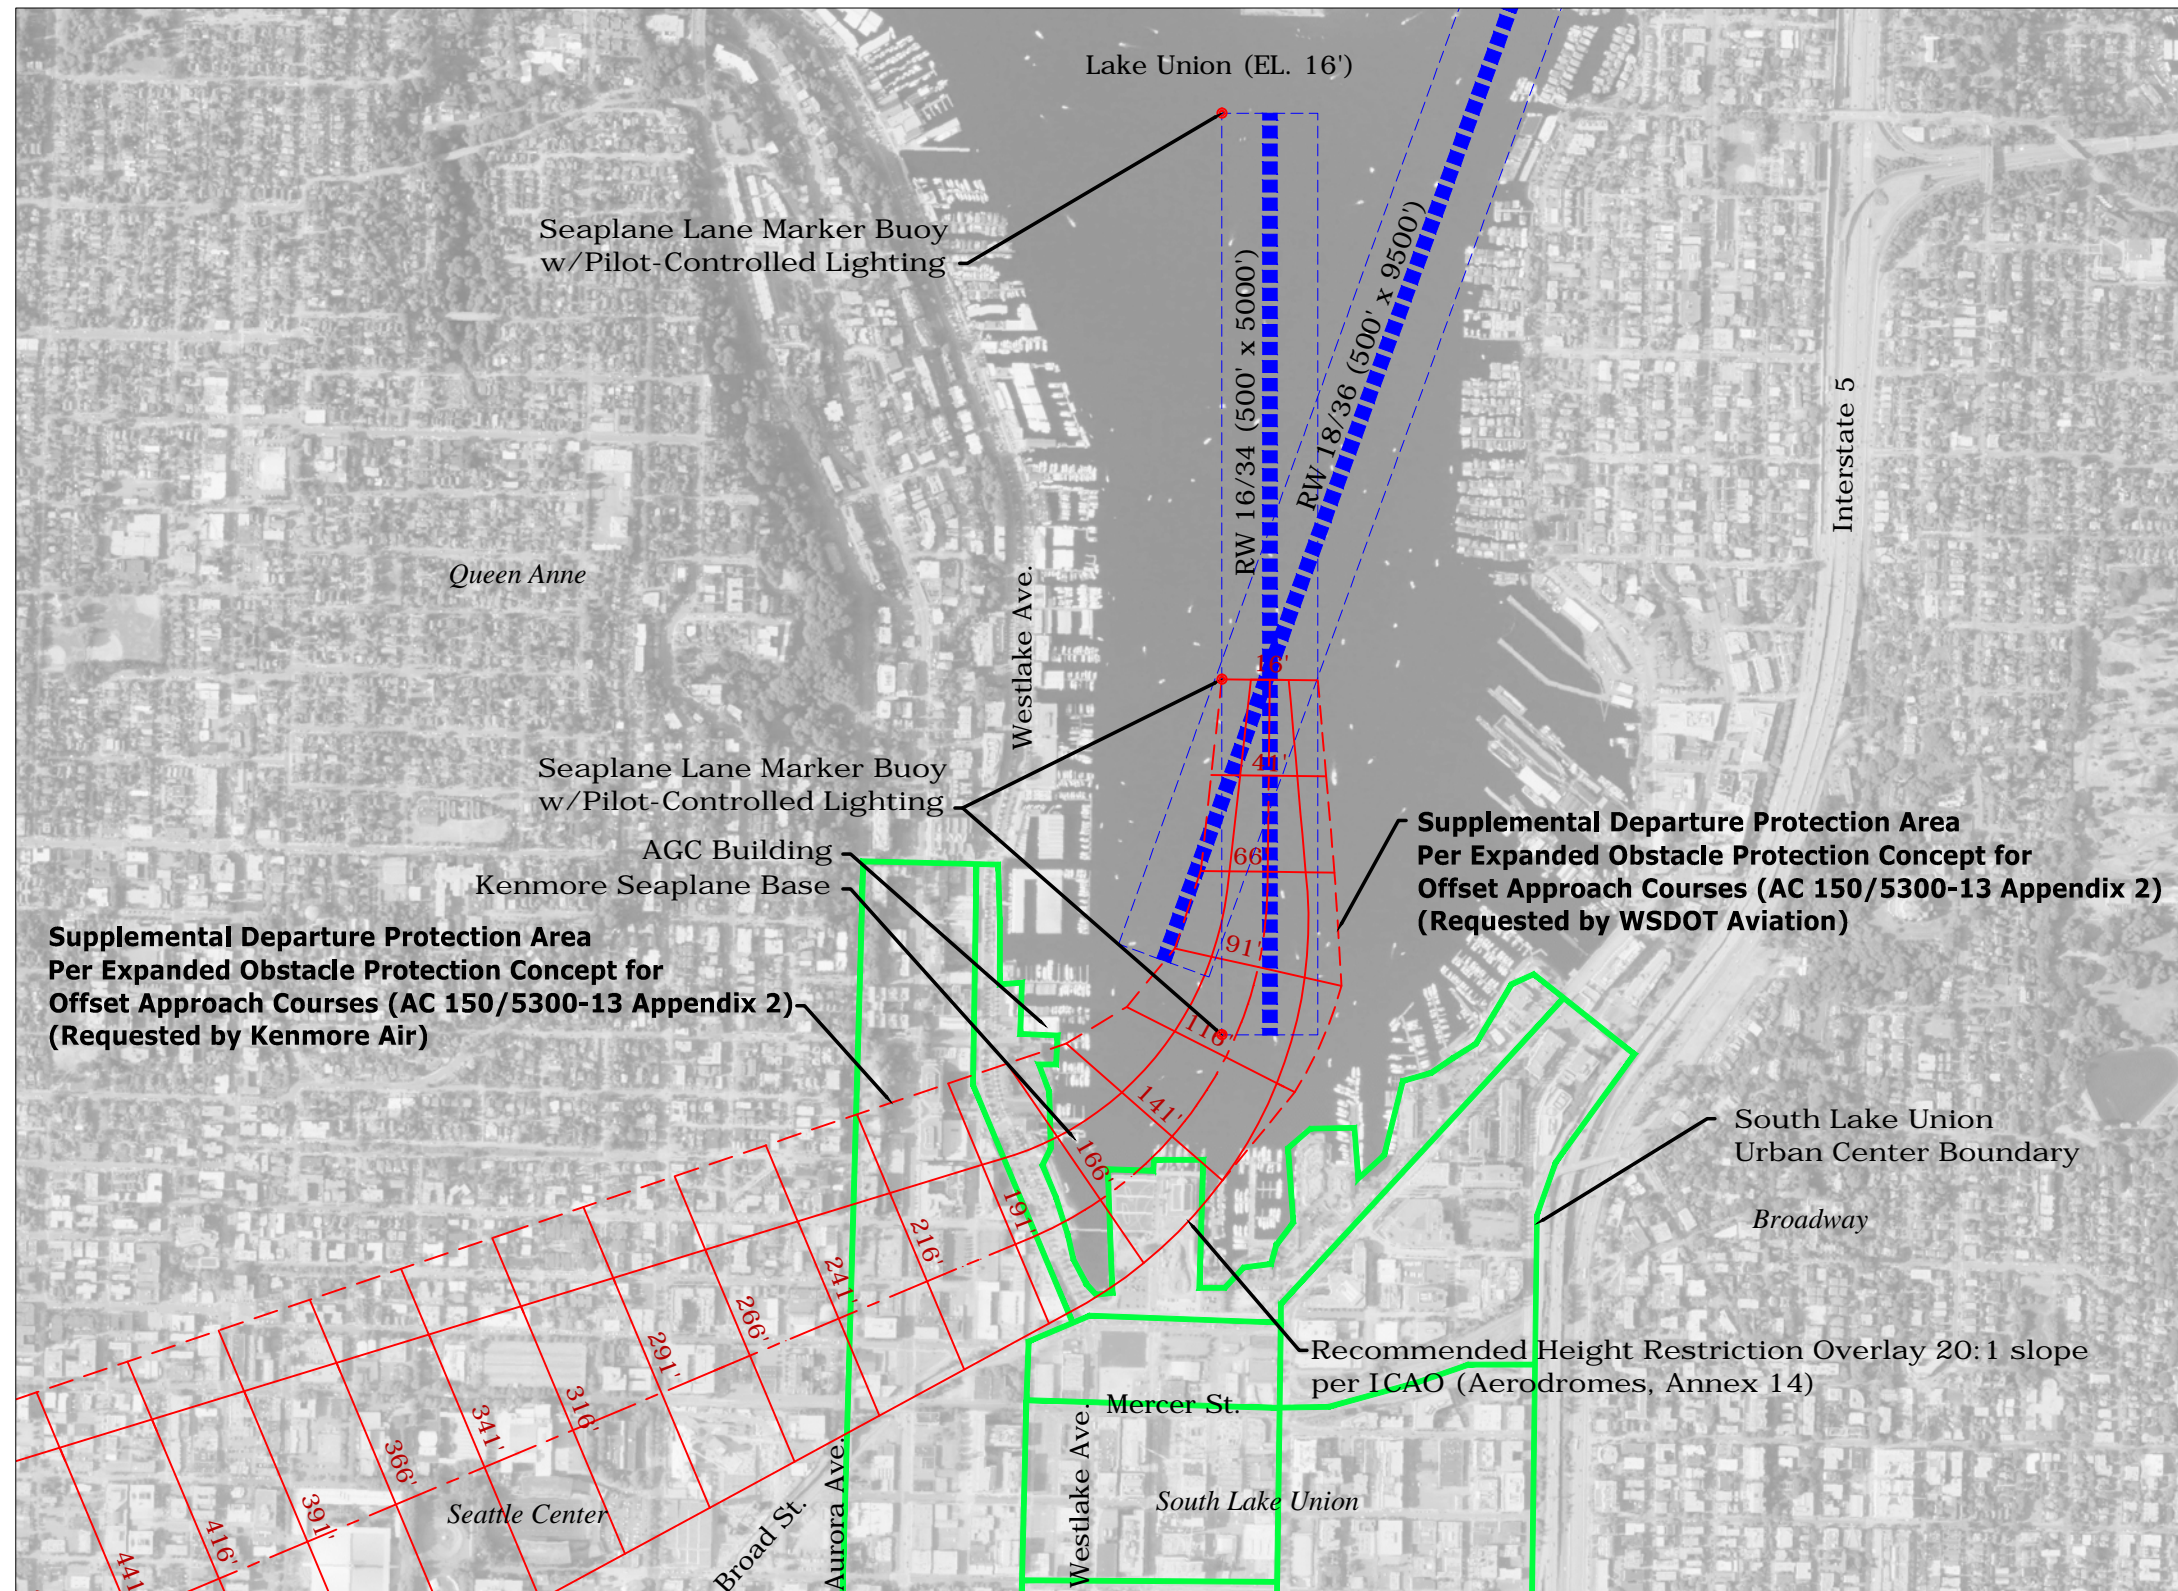 Lake Union (EL. 16')
Seaplane Lane Marker Buoy
w/Pilot-Controlled Lighting
RW 16/34 (500' x 5000')
RW 18/36 (500' x 9500')
Interstate 5
Queen Anne
Westlake Ave.
16'
41'
66'
91'
116'
141'
166'
191'
216'
241'
266'
291'
316'
341'
366'
391'
416'
441'
Seaplane Lane Marker Buoy
w/Pilot-Controlled Lighting
AGC Building
Kenmore Seaplane Base
Supplemental Departure Protection Area
Per Expanded Obstacle Protection Concept for
Offset Approach Courses (AC 150/5300-13 Appendix 2)
(Requested by WSDOT Aviation)
Supplemental Departure Protection Area
Per Expanded Obstacle Protection Concept for
Offset Approach Courses (AC 150/5300-13 Appendix 2)
(Requested by Kenmore Air)
South Lake Union
Urban Center Boundary
Broadway
Recommended Height Restriction Overlay 20:1 slope
per ICAO (Aerodromes, Annex 14)
Mercer St.
Westlake Ave.
South Lake Union
Seattle Center
Broad St.
Aurora Ave.